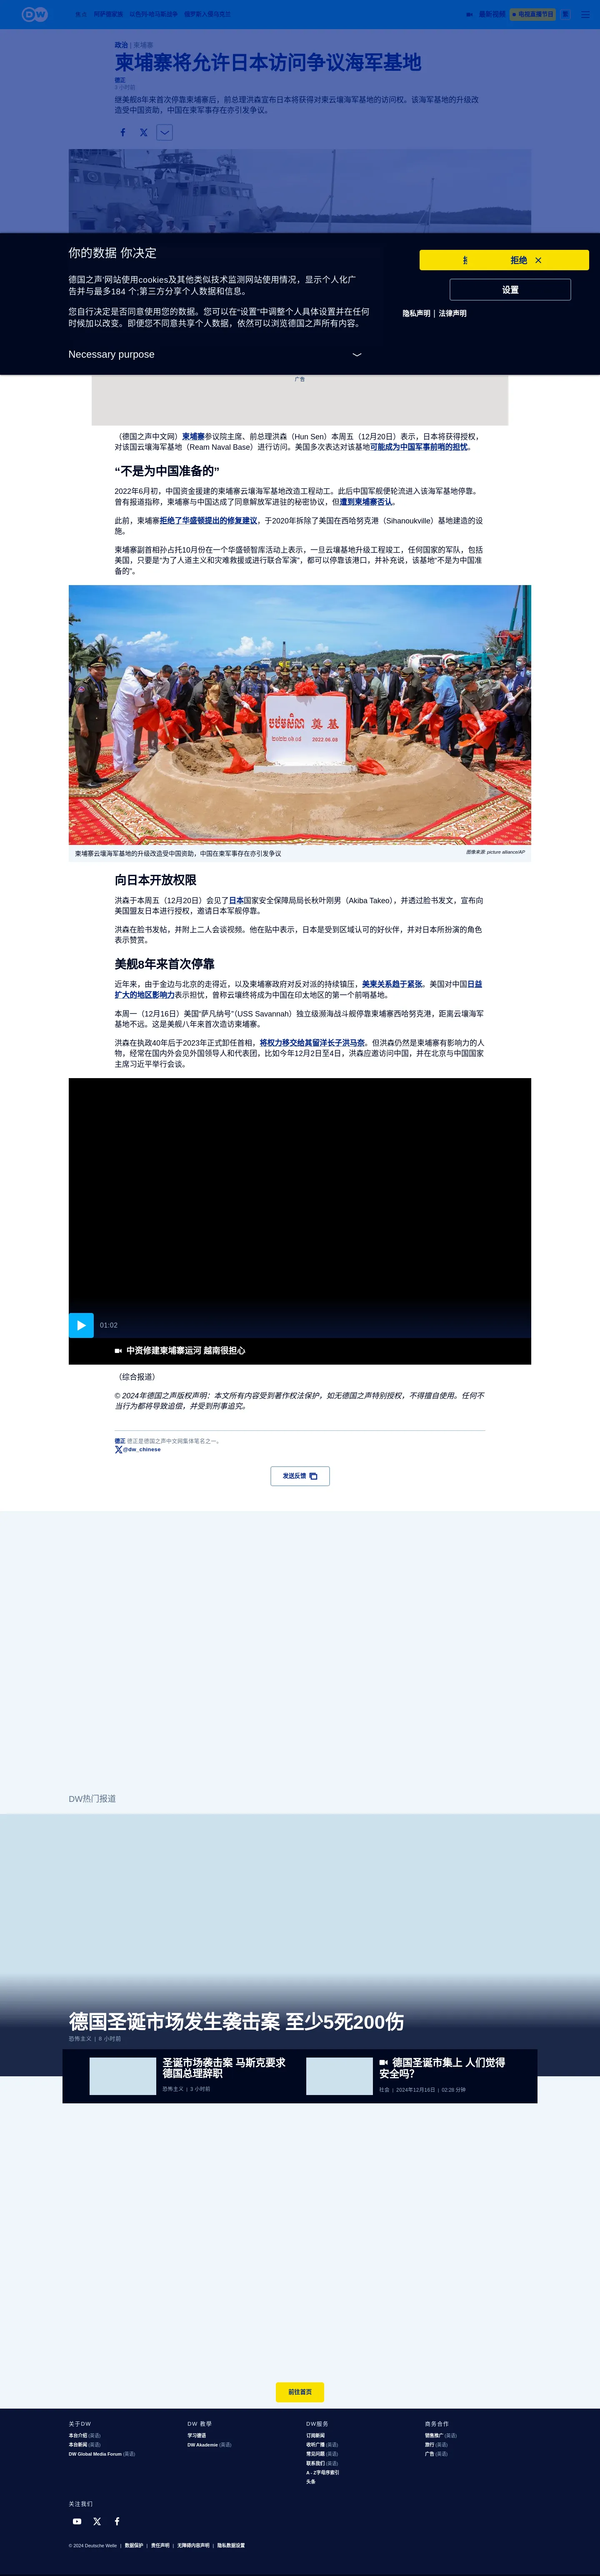 DW
最新视频
电视直播节目
政治 | 柬埔寨
柬埔寨将允许日本访问争议海军基地
德正
3 小时前
继美舰8年来首次停靠柬埔寨后，前总理洪森宣布日本将获得对柬云壤海军基地的访问权。该海军基地的升级改
造受中国资助，中国在柬军事存在亦引发争议。
你的数据 你决定
拒绝
德国之声'网站使用cookies及其他类似技术监测网站使用情况，显示个人化广
告并与最多184 个;第三方分享个人数据和信息。
设置
隐私声明 | 法律声明
您自行决定是否同意使用您的数据。您可以在“设置”中调整个人具体设置并在任何
时候加以改变。即便您不同意共享个人数据，依然可以浏览德国之声所有内容。
Necessary purpose
广告
（德国之声中文网）柬埔寨参议院主席、前总理洪森（Hun Sen）本周五（12月20日）表示，日本将获得授权，
对该国云壤海军基地（Ream Naval Base）进行访问。美国多次表达对该基地可能成为中国军事前哨的担忧。
“不是为中国准备的”
2022年6月初，中国资金援建的柬埔寨云壤海军基地改造工程动工。此后中国军舰便轮流进入该海军基地停靠。
曾有报道指称，柬埔寨与中国达成了同意解放军进驻的秘密协议，但遭到柬埔寨否认。
此前，柬埔寨拒绝了华盛顿提出的修复建议，于2020年拆除了美国在西哈努克港（Sihanoukville）基地建造的设
施。
柬埔寨副首相孙占托10月份在一个华盛顿智库活动上表示，一旦云壤基地升级工程竣工，任何国家的军队，包括
美国，只要是“为了人道主义和灾难救援或进行联合军演”，都可以停靠该港口，并补充说，该基地“不是为中国准
备的”。
奠基
2022.06.08
柬埔寨云壤海军基地的升级改造受中国资助，中国在柬军事存在亦引发争议
图像来源: picture alliance/AP
向日本开放权限
洪森于本周五（12月20日）会见了日本国家安全保障局局长秋叶刚男（Akiba Takeo），并透过脸书发文，宣布向
美国盟友日本进行授权，邀请日本军舰停靠。
洪森在脸书发帖，并附上二人会谈视频。他在贴中表示，日本是受到区域认可的好伙伴，并对日本所扮演的角色
表示赞赏。
美舰8年来首次停靠
近年来，由于金边与北京的走得近，以及柬埔寨政府对反对派的持续镇压，美柬关系趋于紧张。美国对中国日益
扩大的地区影响力表示担忧，曾称云壤终将成为中国在印太地区的第一个前哨基地。
本周一（12月16日）美国“萨凡纳号”（USS Savannah）独立级濒海战斗舰停靠柬埔寨西哈努克港，距离云壤海军
基地不远。这是美舰八年来首次造访柬埔寨。
洪森在执政40年后于2023年正式卸任首相，将权力移交给其留洋长子洪马奈。但洪森仍然是柬埔寨有影响力的人
物，经常在国内外会见外国领导人和代表团，比如今年12月2日至4日，洪森应邀访问中国，并在北京与中国国家
主席习近平举行会谈。
01:02
中资修建柬埔寨运河 越南很担心
（综合报道）
© 2024年德国之声版权声明：本文所有内容受到著作权法保护，如无德国之声特别授权，不得擅自使用。任何不
当行为都将导致追偿，并受到刑事追究。
德正 德正是德国之声中文网集体笔名之一。
@dw_chinese
发送反馈
DW热门报道
德国圣诞市场发生袭击案 至少5死200伤
恐怖主义 | 9 小时前
圣诞市场袭击案 马斯克要求
德国总理辞职
恐怖主义 | 3 小时前
德国圣诞市集上 人们觉得
安全吗?
社会 | 2024年12月16日 | 02:28 分钟
前往首页
关于DW
本台介绍 (英语)
本台新闻 (英语)
DW Global Media Forum (英语)
DW 教学
学习德语
DW Akademie (英语)
DW服务
订阅新闻
收听广播 (英语)
常见问题 (英语)
联系我们 (英语)
A - Z字母序索引
头条
商务合作
销售推广 (英语)
旅行 (英语)
广告 (英语)
关注我们
© 2024 Deutsche Welle | 数据保护 | 责任声明 | 无障碍内容声明 | 隐私数据设置